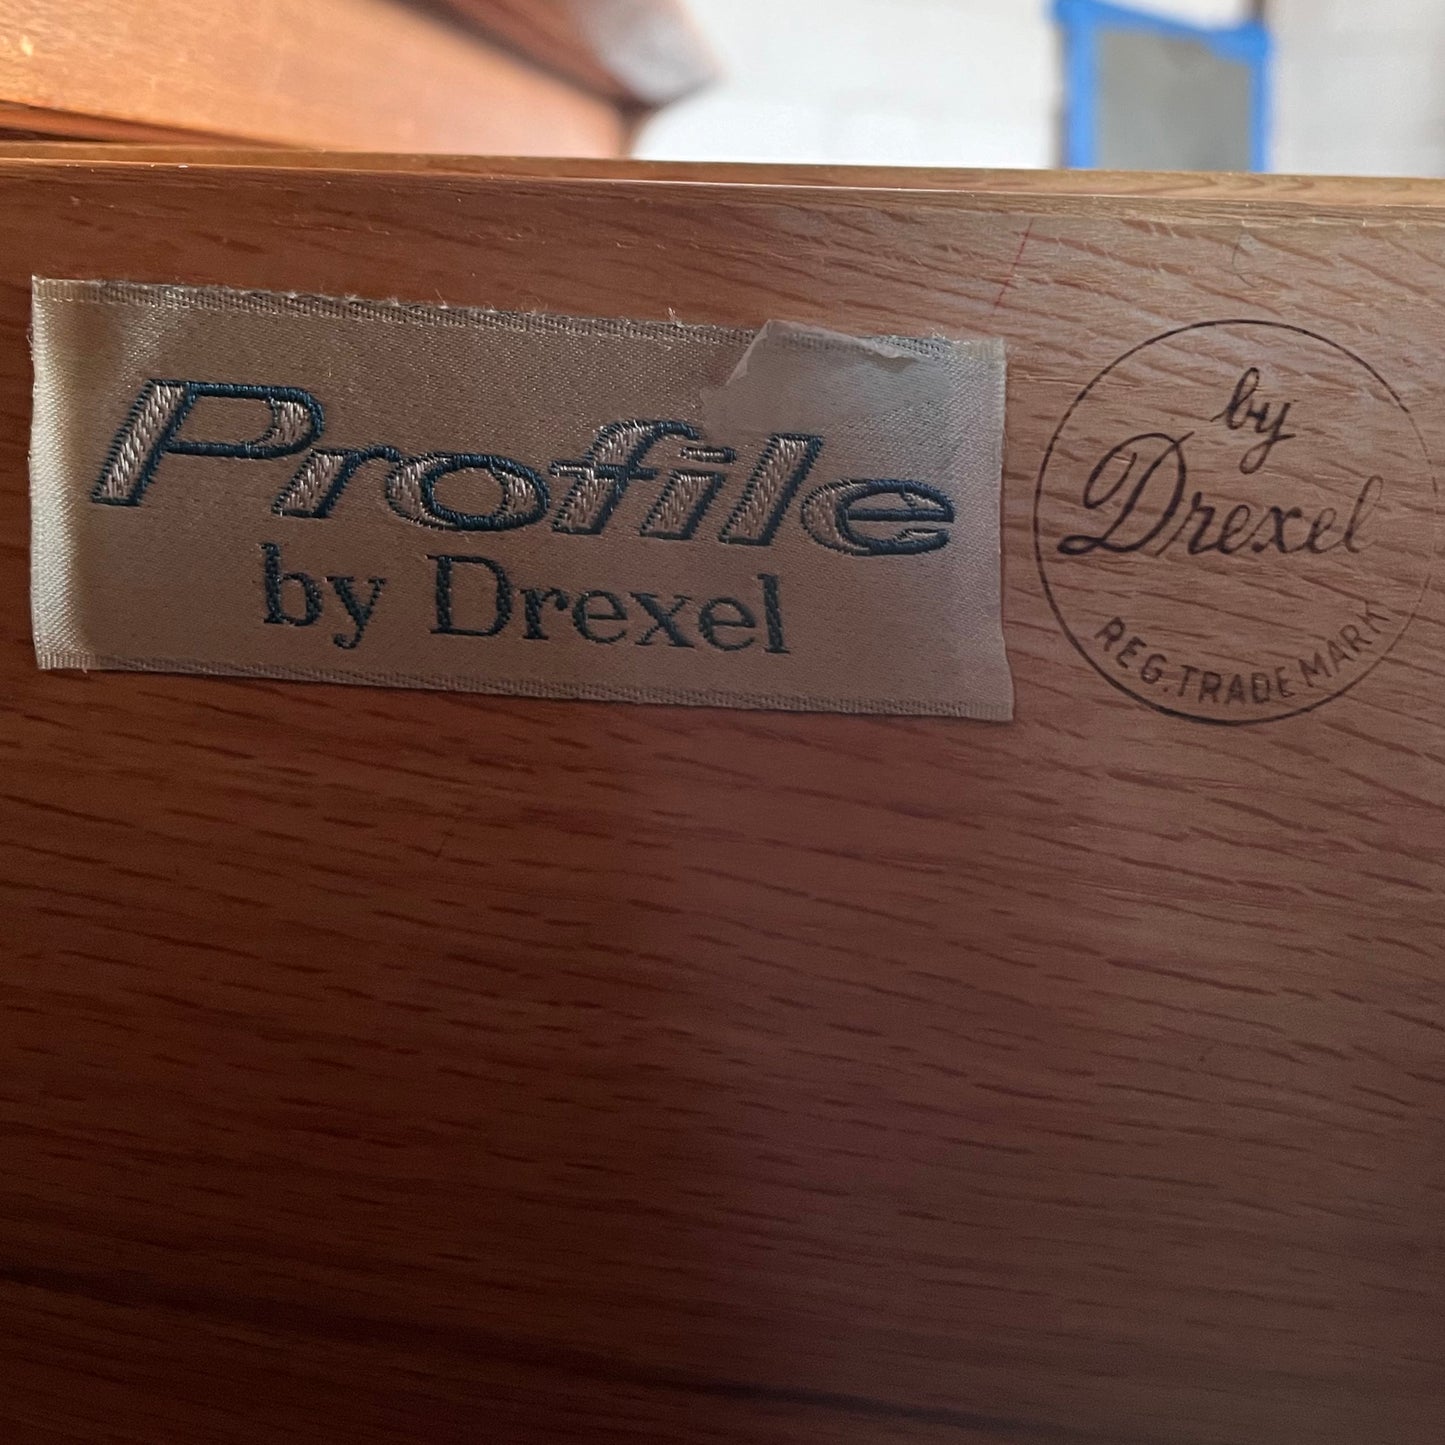 Profile
by Drexel
by
Drexel
REG. TRADE MARK